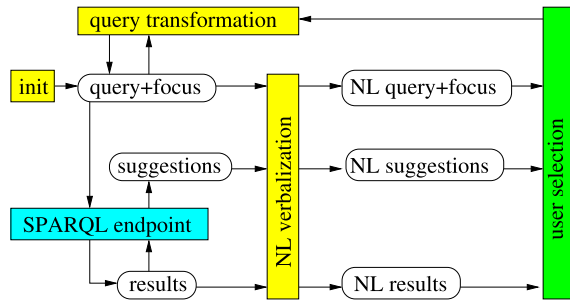 query transformation
init
query+focus
NL query+focus
suggestions
NL suggestions
SPARQL endpoint
results
NL results
NL verbalization
user selection